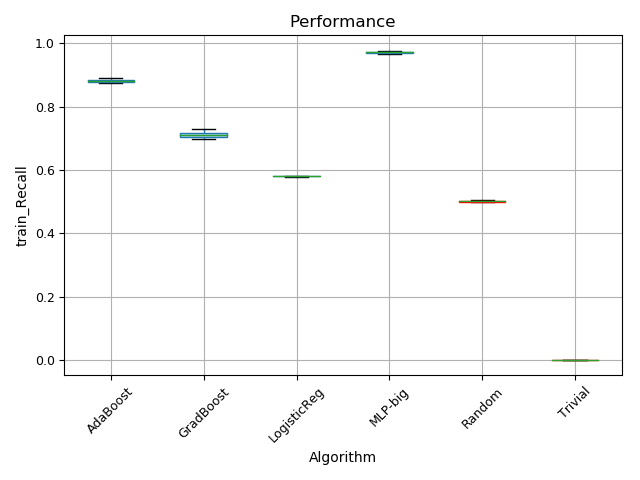 Performance
train_Recall
1.0
0.8
0.6
0.4
0.2
0.0
AdaBoost
GradBoost
LogisticReg
MLP-big
Random
Trivial
Algorithm